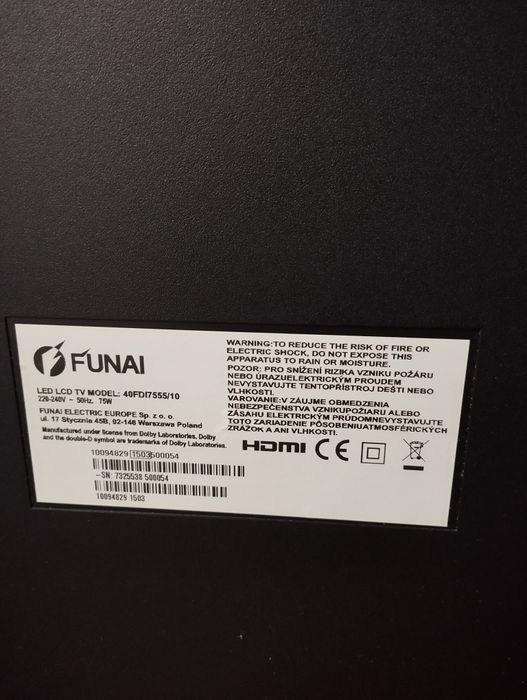 FUNAI
LED LCD TV MODEL: 40FDI7555/10
220-240V ~ 50Hz, 75W
FUNAI ELECTRIC EUROPE Sp. z o. o.
ul. 17 Stycznia 45B, 02-146 Warszawa Poland
Manufactured under license from Dolby Laboratories. Dolby
and the double-D symbol are trademarks of Dolby Laboratories.
10094829 1503 500054
-SN: 7325538 500054
10094829 1503
WARNING:TO REDUCE THE RISK OF FIRE OR
ELECTRIC SHOCK, DO NOT EXPOSE THIS
APPARATUS TO RAIN OR MOISTURE.
POZOR: PRO SNÍŽENÍ RIZIKA VZNIKU POŽÁRU
NEBO ÚRAZUELEKTRICKÝM PROUDEM
NEVYSTAVUJTE TENTOPŘÍSTROJ DEŠTI NEBO
VLHKOSTI.
VAROVANIE:V ZÁUJME OBMEDZENIA
NEBEZPEČENSTVA VZNIKUPOŽIARU ALEBO
ZÁSAHU ELEKTRICKÝM PRÚDOMNEVYSTAVUJTE
TOTO ZARIADENIE PÔSOBENIUATMOSFÉRICKÝCH
ZRÁŽOK A ANI VLHKOSTI.
HDMI CE